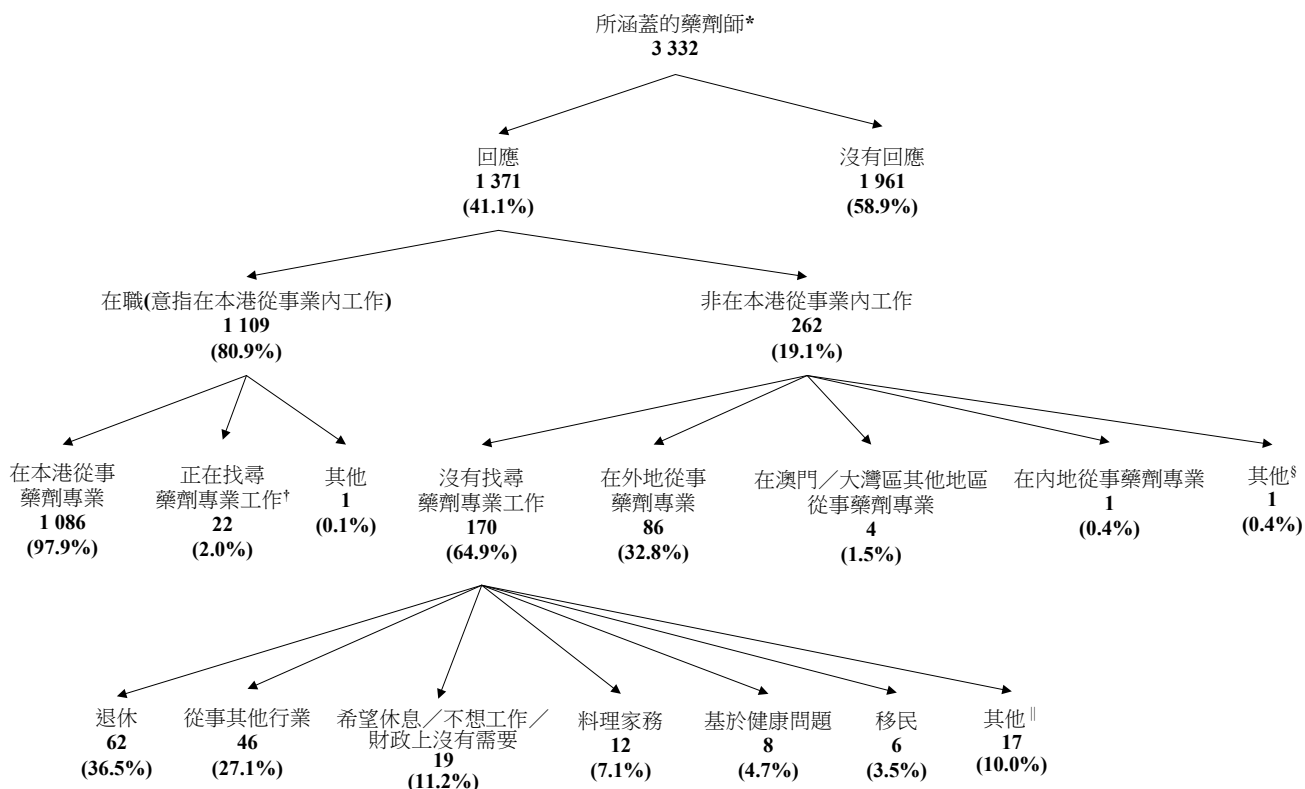 所涵蓋的藥劑師*
3 332
回應
1 371
(41.1%)
沒有回應
1 961
(58.9%)
在職(意指在本港從事業內工作)
1 109
(80.9%)
非在本港從事業內工作
262
(19.1%)
在本港從事
藥劑專業
1 086
(97.9%)
正在找尋
藥劑專業工作†
22
(2.0%)
其他
1
(0.1%)
沒有找尋
藥劑專業工作
170
(64.9%)
在外地從事
藥劑專業
86
(32.8%)
在澳門／大灣區其他地區
從事藥劑專業
4
(1.5%)
在內地從事藥劑專業
1
(0.4%)
其他§
1
(0.4%)
退休
62
(36.5%)
從事其他行業
46
(27.1%)
希望休息／不想工作／
財政上沒有需要
19
(11.2%)
料理家務
12
(7.1%)
基於健康問題
8
(4.7%)
移民
6
(3.5%)
其他‖
17
(10.0%)